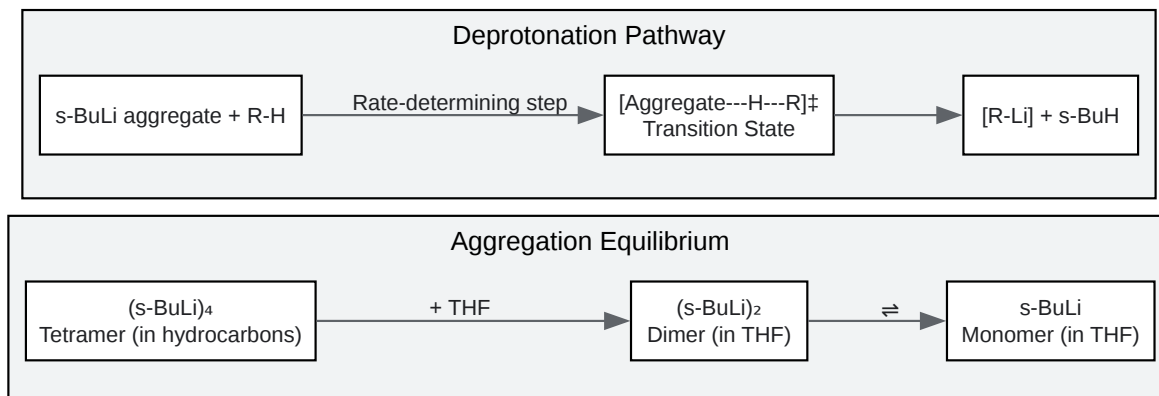 Deprotonation Pathway
s-BuLi aggregate + R-H
Rate-determining step
[Aggregate---H---R]‡
Transition State
[R-Li] + s-BuH
Aggregation Equilibrium
(s-BuLi)₄
Tetramer (in hydrocarbons)
+ THF
(s-BuLi)₂
Dimer (in THF)
⇌
s-BuLi
Monomer (in THF)